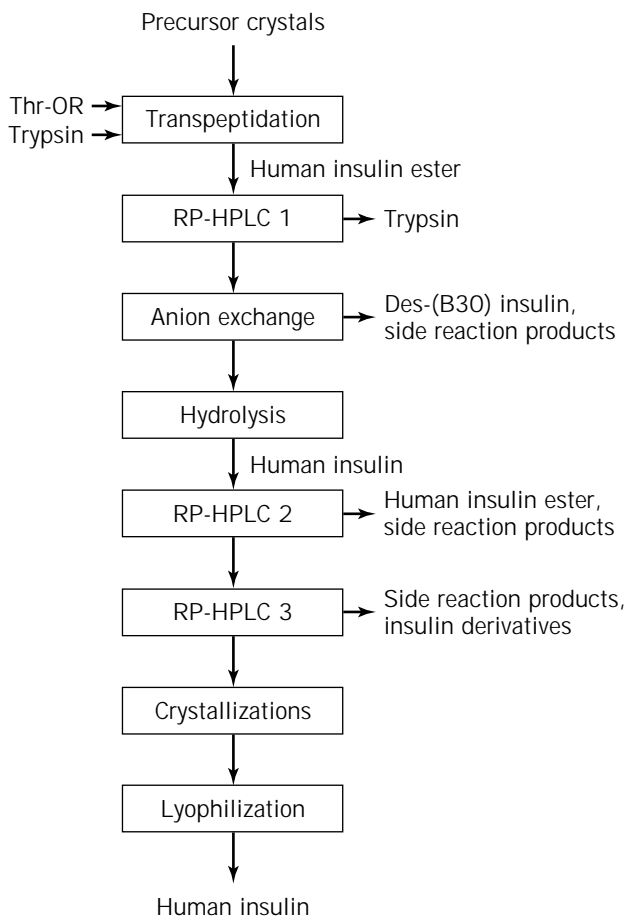 Precursor crystals
Thr-OR
Trypsin
Transpeptidation
Human insulin ester
RP-HPLC 1
Trypsin
Anion exchange
Des-(B30) insulin,
side reaction products
Hydrolysis
Human insulin
RP-HPLC 2
Human insulin ester,
side reaction products
RP-HPLC 3
Side reaction products,
insulin derivatives
Crystallizations
Lyophilization
Human insulin